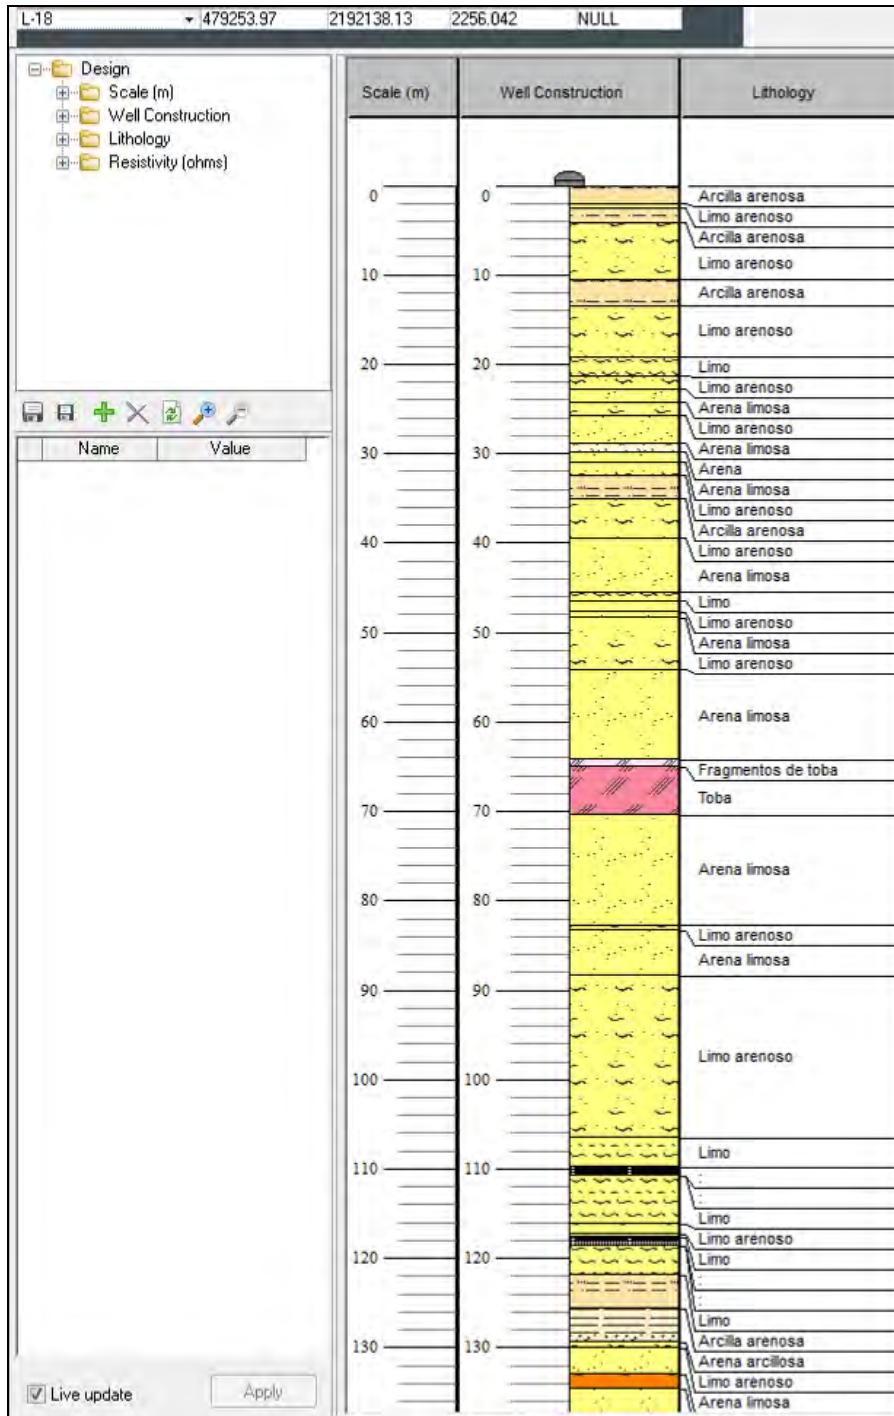 L-18 479253.97 2192138.13 2256.042 NULL
Design
Scale (m)
Well Construction
Lithology
Resistivity (ohms)
Name Value
Live update Apply
Scale (m) Well Construction Lithology
0 0
10 10
20 20
30 30
40 40
50 50
60 60
70 70
80 80
90 90
100 100
110 110
120 120
130 130
Arcilla arenosa
Limo arenoso
Arcilla arenosa
Limo arenoso
Arcilla arenosa
Limo arenoso
Limo
Limo arenoso
Arena limosa
Limo arenoso
Arena limosa
Arena
Arena limosa
Limo arenoso
Arcilla arenosa
Limo arenoso
Arena limosa
Limo
Limo arenoso
Arena limosa
Limo arenoso
Arena limosa
Fragmentos de toba
Toba
Arena limosa
Limo arenoso
Arena limosa
Limo arenoso
Limo
:
:
Limo
Limo arenoso
Limo
:
:
Limo
Arcilla arenosa
Arena arcillosa
Limo arenoso
Arena limosa